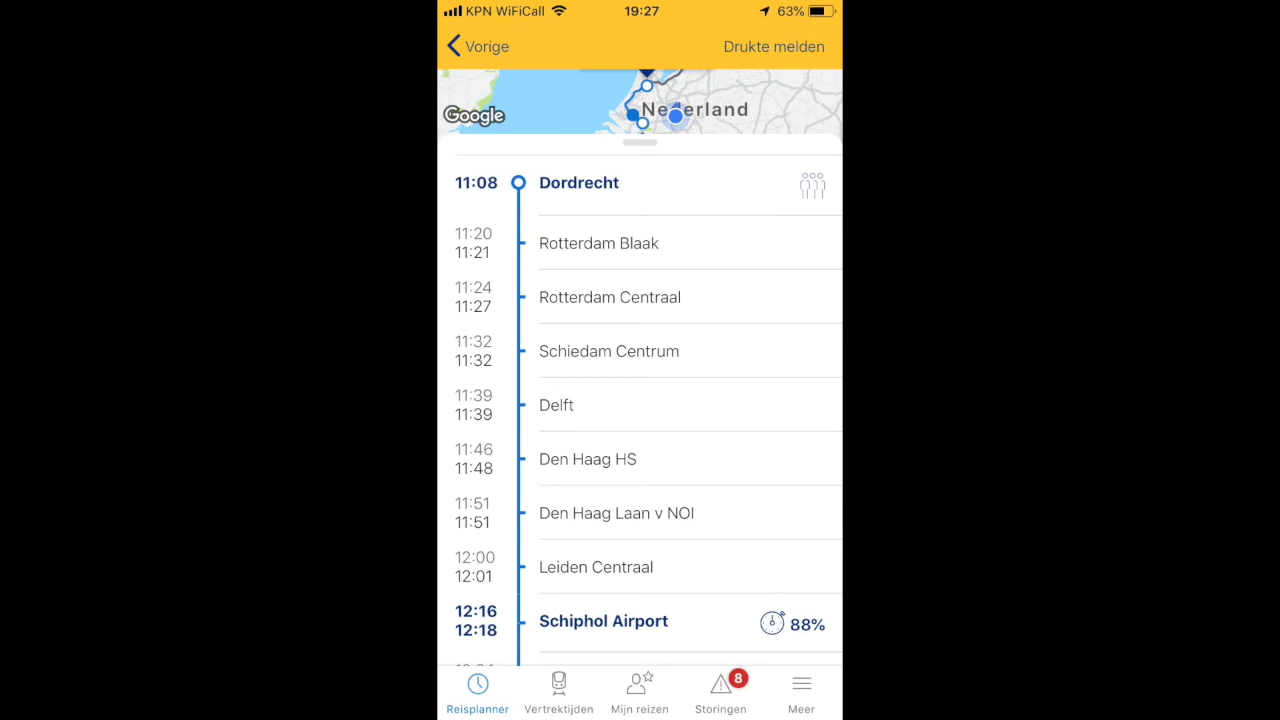 KPN WiFiCall 19:27 63%
Vorige Drukte melden
Nederland
Google
11:08 Dordrecht
11:20
11:21 Rotterdam Blaak
11:24
11:27 Rotterdam Centraal
11:32
11:32 Schiedam Centrum
11:39
11:39 Delft
11:46
11:48 Den Haag HS
11:51
11:51 Den Haag Laan v NOI
12:00
12:01 Leiden Centraal
12:16
12:18 Schiphol Airport 88%
8
Reisplanner Vertrektijden Mijn reizen Storingen Meer